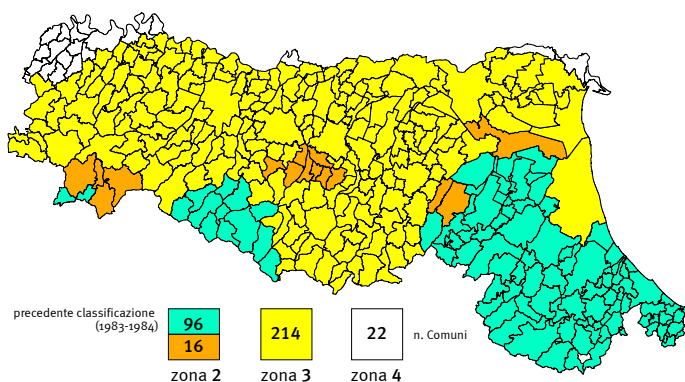 precedente classificazione
(1983-1984)
96
16
214
22
n. Comuni
zona 2
zona 3
zona 4